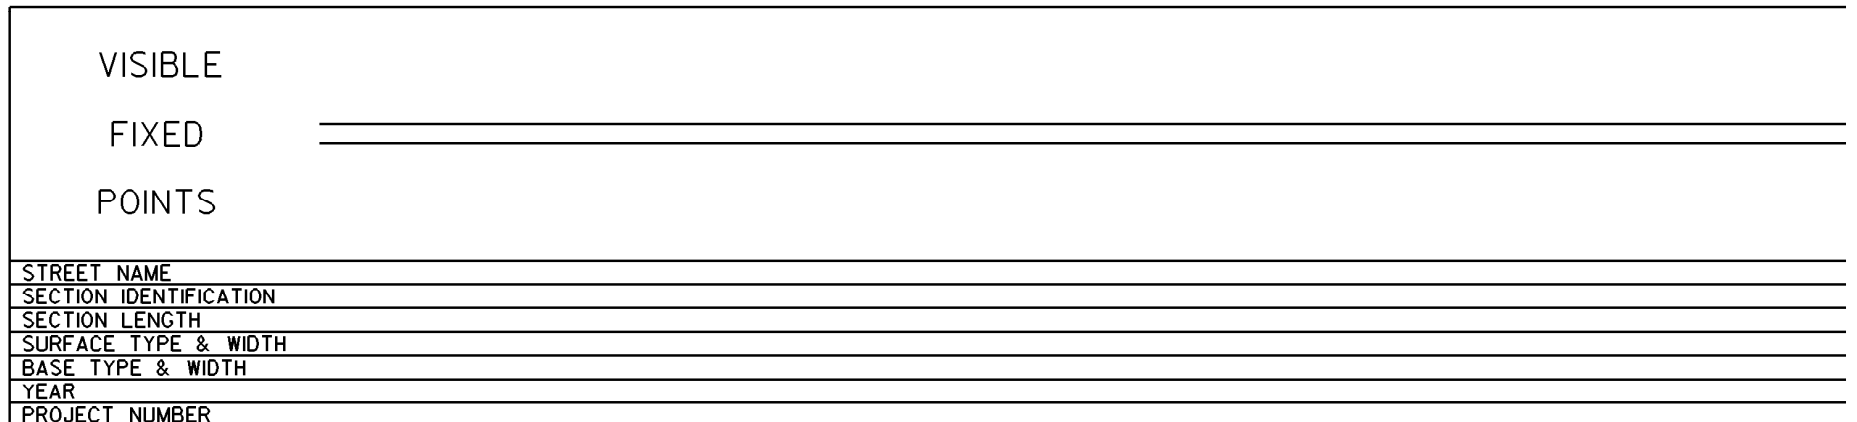 VISIBLE
FIXED
POINTS
STREET NAME
SECTION IDENTIFICATION
SECTION LENGTH
SURFACE TYPE & WIDTH
BASE TYPE & WIDTH
YEAR
PROJECT NUMBER